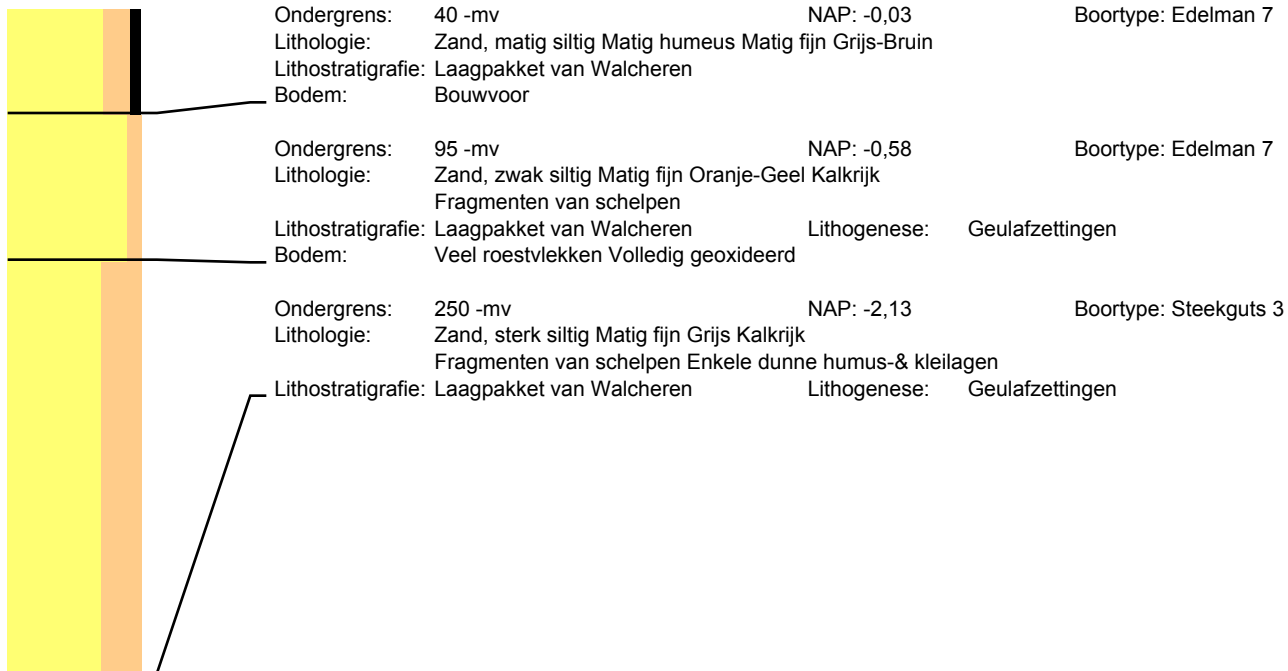 Ondergrens: 40 -mv NAP: -0,03 Boortype: Edelman 7
Lithologie: Zand, matig siltig Matig humeus Matig fijn Grijs-Bruin
Lithostratigrafie: Laagpakket van Walcheren
Bodem: Bouwvoor
Ondergrens: 95 -mv NAP: -0,58 Boortype: Edelman 7
Lithologie: Zand, zwak siltig Matig fijn Oranje-Geel Kalkrijk
Fragmenten van schelpen
Lithostratigrafie: Laagpakket van Walcheren Lithogenese: Geulafzettingen
Bodem: Veel roestvlekken Volledig geoxideerd
Ondergrens: 250 -mv NAP: -2,13 Boortype: Steekguts 3
Lithologie: Zand, sterk siltig Matig fijn Grijs Kalkrijk
Fragmenten van schelpen Enkele dunne humus-& kleilagen
Lithostratigrafie: Laagpakket van Walcheren Lithogenese: Geulafzettingen